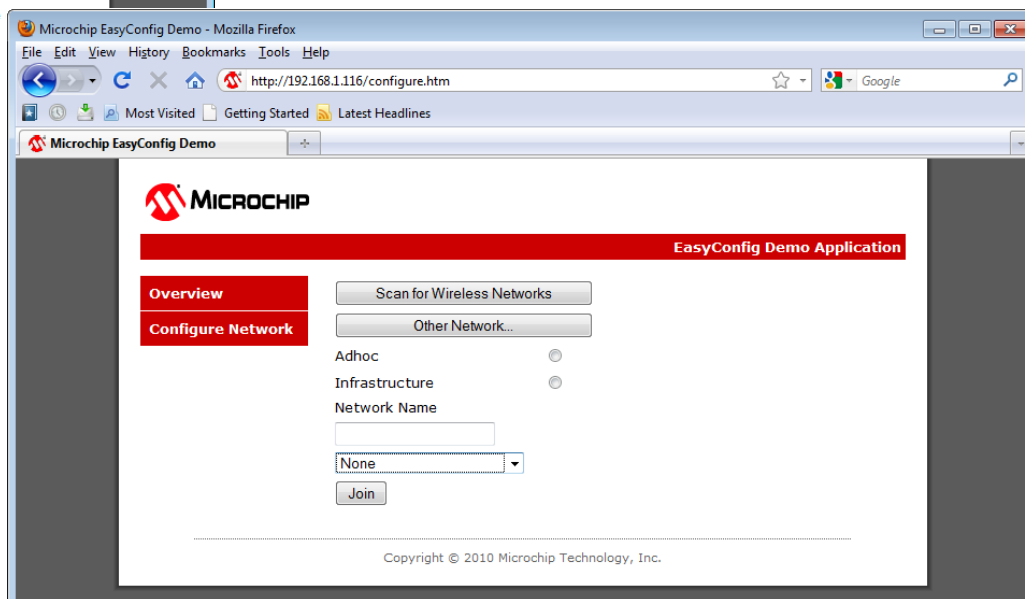 Microchip EasyConfig Demo - Mozilla Firefox
File Edit View History Bookmarks Tools Help
http://192.168.1.116/configure.htm
Google
Most Visited Getting Started Latest Headlines
Microchip EasyConfig Demo
MICROCHIP
EasyConfig Demo Application
Overview
Configure Network
Scan for Wireless Networks
Other Network...
Adhoc
Infrastructure
Network Name
None
Join
Copyright © 2010 Microchip Technology, Inc.